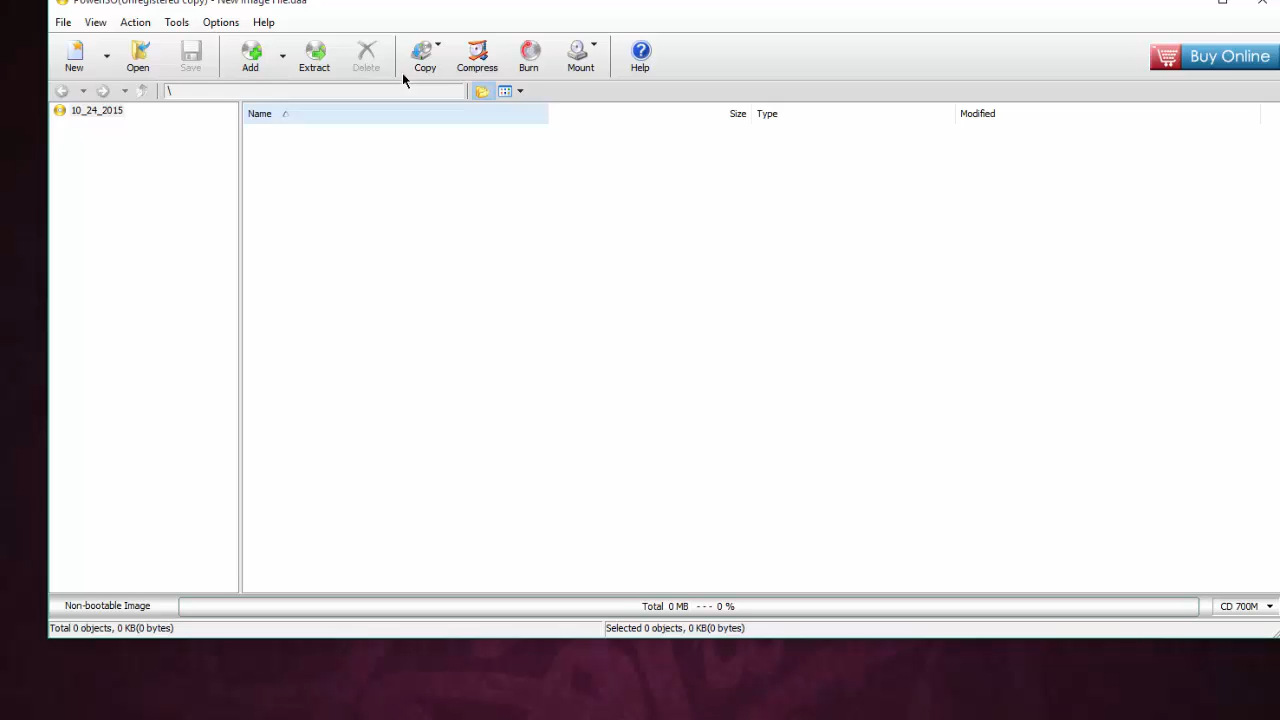 PowerISO(Unregistered copy) - New Image File.daa
File View Action Tools Options Help
New Open Save Add Extract Delete Copy Compress Burn Mount Help Buy Online
\
10_24_2015
Name Size Type Modified
Non-bootable Image Total 0 MB --- 0 % CD 700M
Total 0 objects, 0 KB(0 bytes) Selected 0 objects, 0 KB(0 bytes)